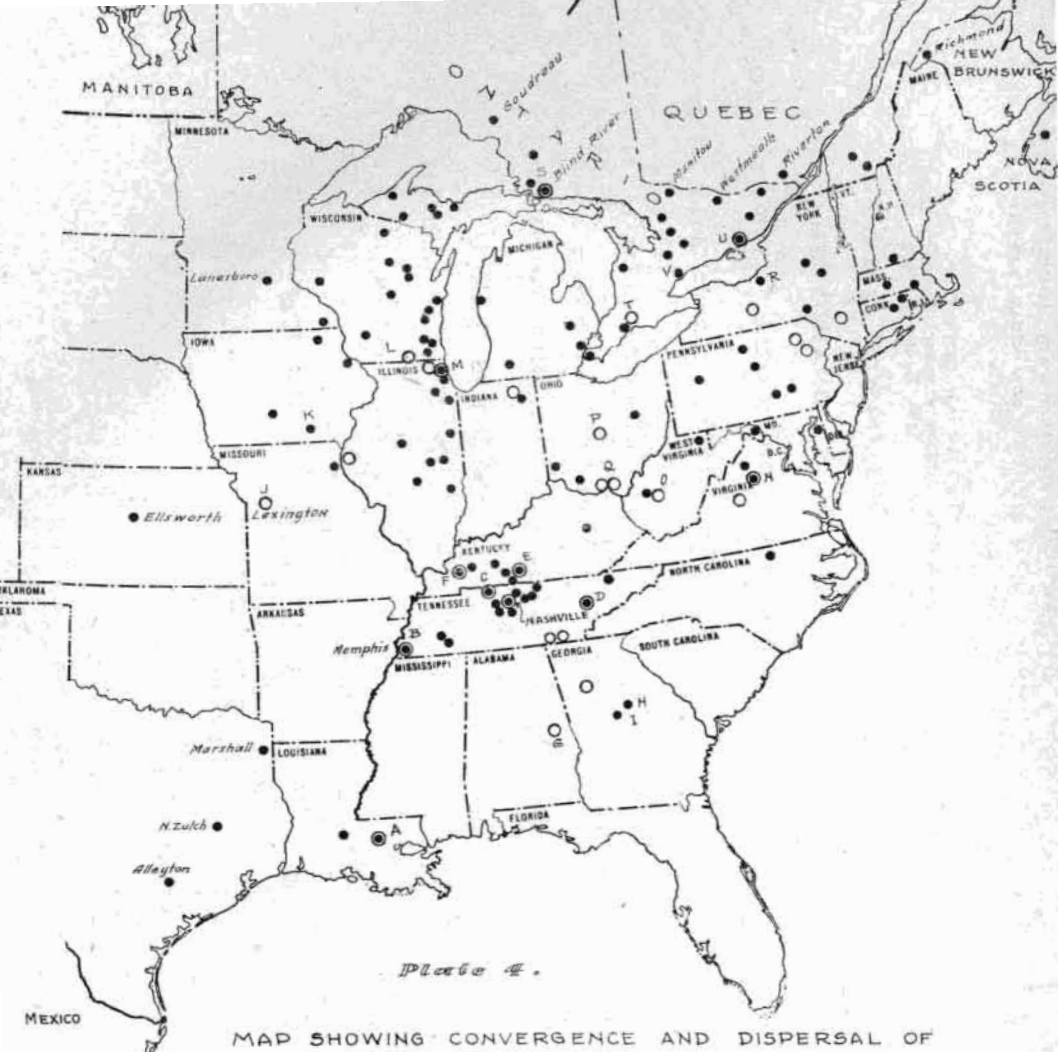 Richmond
MANITOBA
Goudreau
QUEBEC
MAINE
NEW
BRUNSWICK
MINNESOTA
N
T
Y
R
S
Blind River
Manitou
Westmeath
Riverton
NOVA
SCOTIA
WISCONSIN
MICHIGAN
NEW
YORK
VT.
N.H.
U
Lanesboro
V
R
MASS
CONN
R.I.
T
IOWA
L
ILLINOIS
M
INDIANA
OHIO
PENNSYLVANIA
NEW
JERSEY
K
P
MISSOURI
WEST
VIRGINIA
MD.
D.C.
DEL
KANSAS
J
Q
O
VIRGINIA
N
Ellsworth
Lexington
KENTUCKY
E
F
C
OKLAHOMA
TEXAS
ARKANSAS
TENNESSEE
NASHVILLE
D
NORTH CAROLINA
Memphis
B
MISSISSIPPI
ALABAMA
GEORGIA
SOUTH CAROLINA
H
I
G
Marshall
LOUISIANA
FLORIDA
N. Zulch
A
Alleyton
Plate 4.
MEXICO
MAP SHOWING CONVERGENCE AND DISPERSAL OF